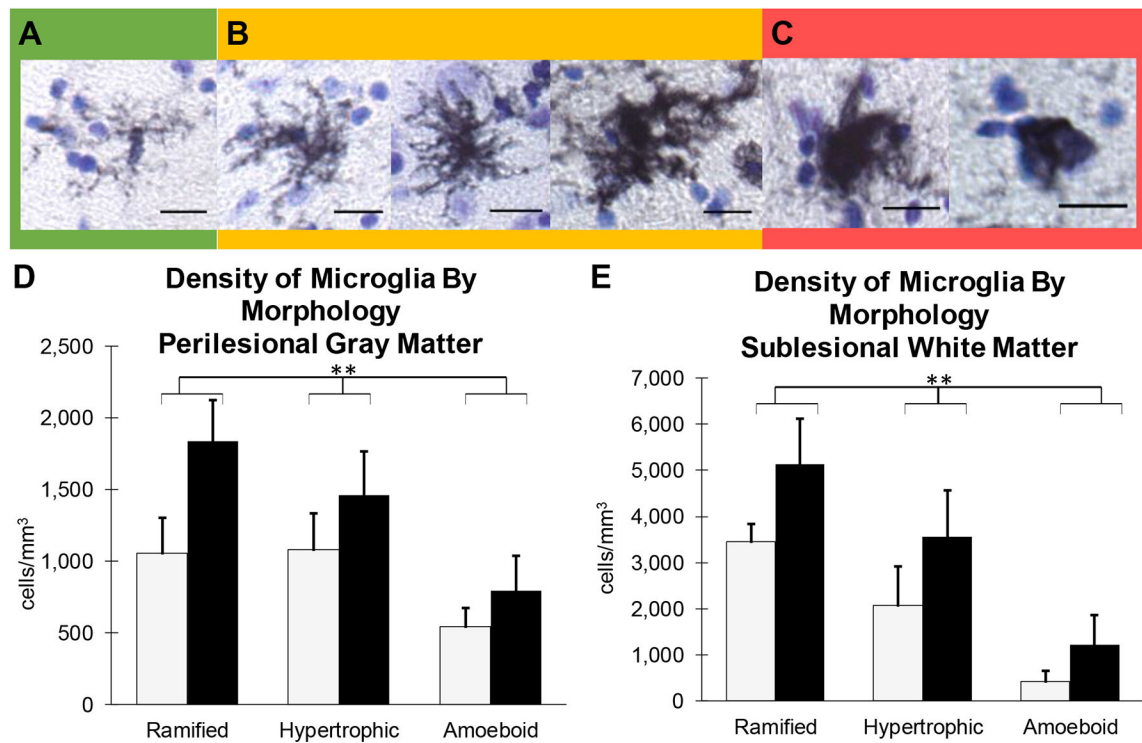 A
B
C
D
Density of Microglia By
Morphology
Perilesional Gray Matter
2,500
2,000
1,500
1,000
500
0
cells/mm³
**
Ramified
Hypertrophic
Amoeboid
E
Density of Microglia By
Morphology
Sublesional White Matter
7,000
6,000
5,000
4,000
3,000
2,000
1,000
0
cells/mm³
**
Ramified
Hypertrophic
Amoeboid